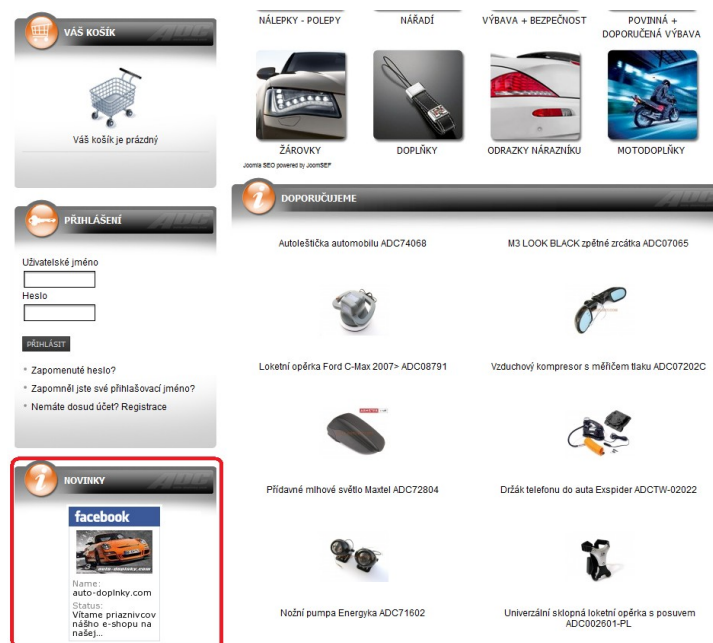 VÁŠ KOŠÍK
Váš košík je prázdný
PŘIHLÁŠENÍ
Uživatelské jméno
Heslo
PŘIHLÁSIT
Zapomenuté heslo?
Zapomněl jste své přihlašovací jméno?
Nemáte dosud účet? Registrace
NOVINKY
facebook
auto-doplnky.com
Name:
auto-doplnky.com
Status:
Vítame priaznivcov
nášho e-shopu na
našej...
NÁLEPKY - POLEPY
NÁŘADÍ
VÝBAVA + BEZPEČNOST
POVINNÁ +
DOPORUČENÁ VÝBAVA
ŽÁROVKY
DOPLŇKY
ODRAZKY NÁRAZNÍKU
MOTODOPLŇKY
Joomla SEO powered by JoomSEF
DOPORUČUJEME
Autoleštička automobilu ADC74068
M3 LOOK BLACK zpětné zrcátka ADC07065
Loketní opěrka Ford C-Max 2007> ADC08791
Vzduchový kompresor s měřičem tlaku ADC07202C
Přídavné mlhové světlo Maxtel ADC72804
Držák telefonu do auta Exspider ADCTW-02022
Nožní pumpa Energyka ADC71602
Univerzální sklopná loketní opěrka s posuvem
ADC002601-PL